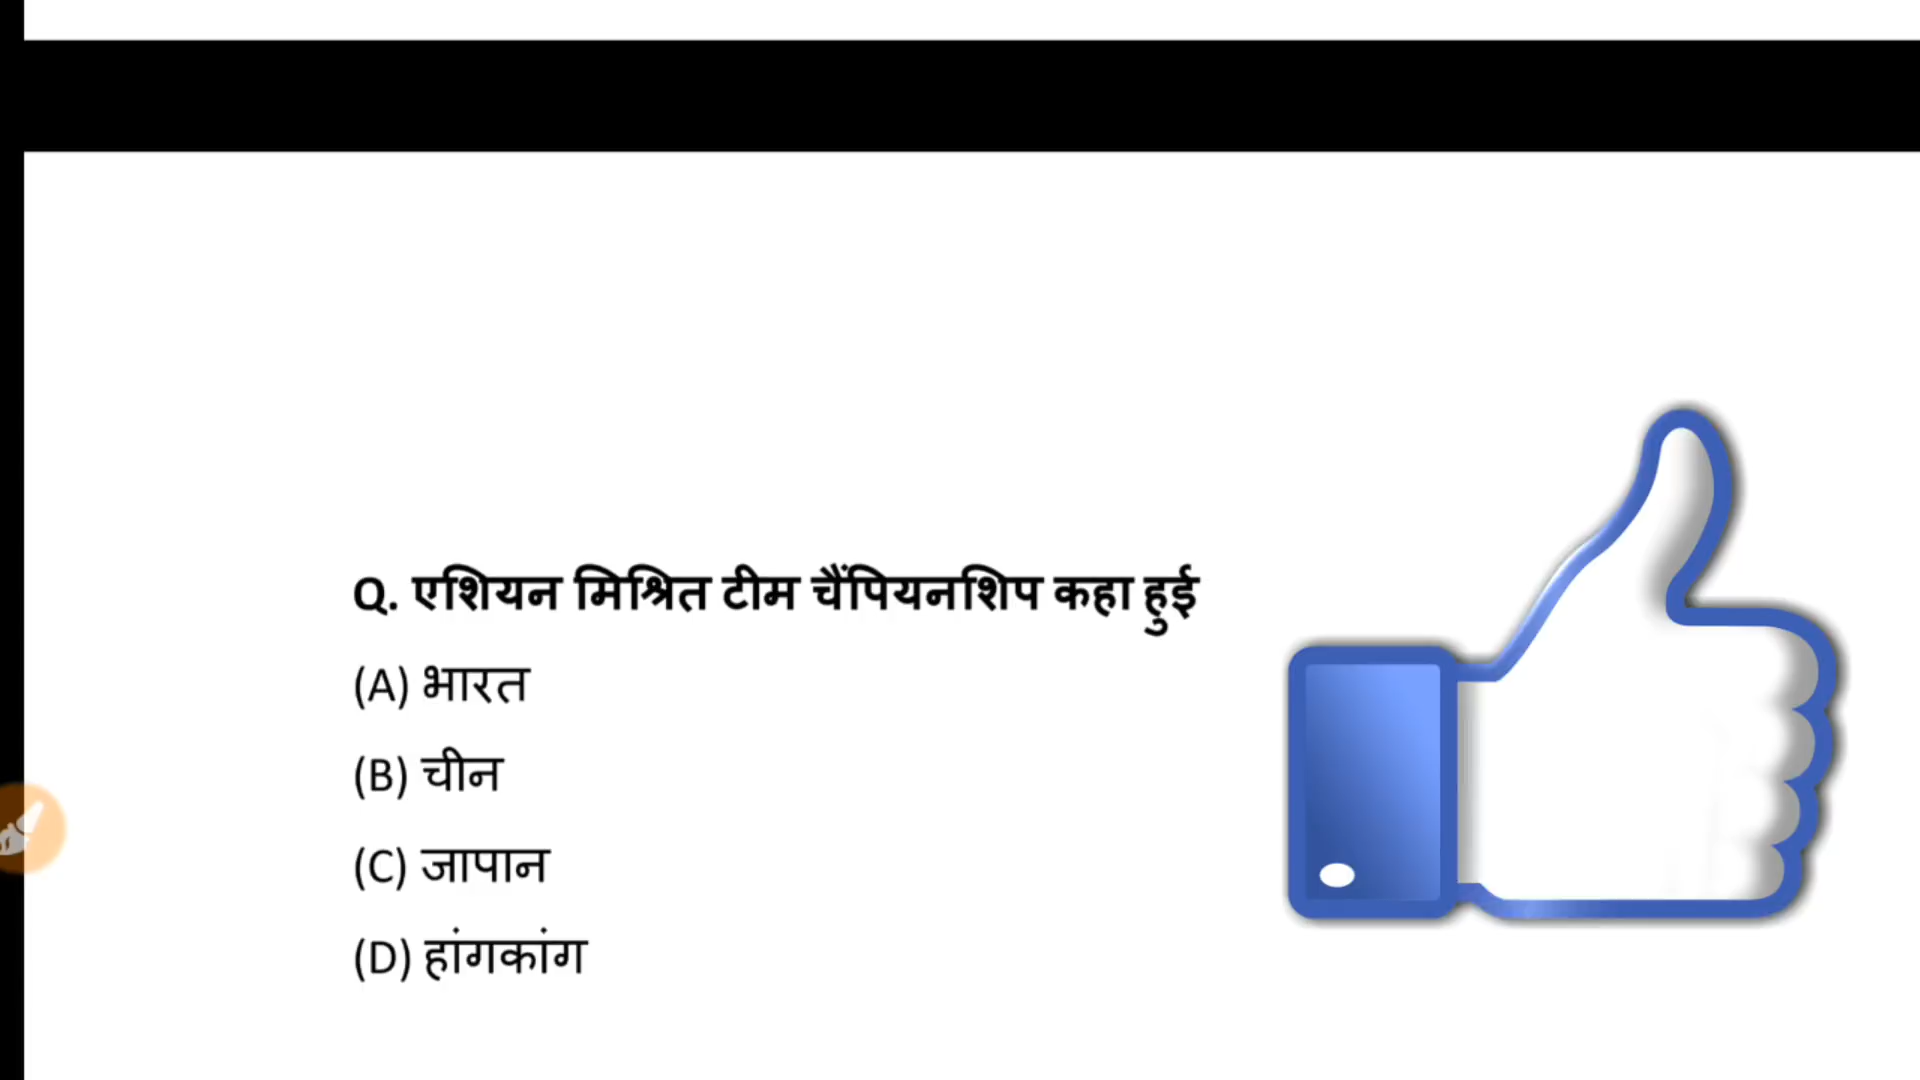 Q. एशियन मिश्रित टीम चैंपियनशिप कहा हुई
(A) भारत
(B) चीन
(C) जापान
(D) हांगकांग